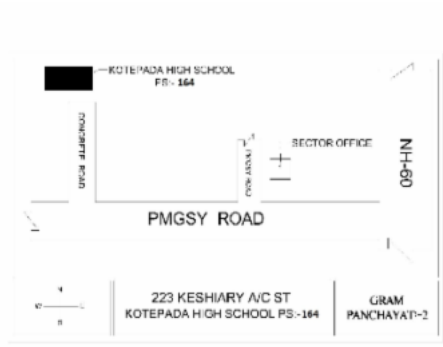 KOTEPADA HIGH SCHOOL
PS:- 164
CONCRETE ROAD
SECTOR OFFICE
NH-60
PMGSY ROAD
N
S
223 KESHIARY A/C ST
KOTEPADA HIGH SCHOOL PS:-164
GRAM
PANCHAYAT:-2